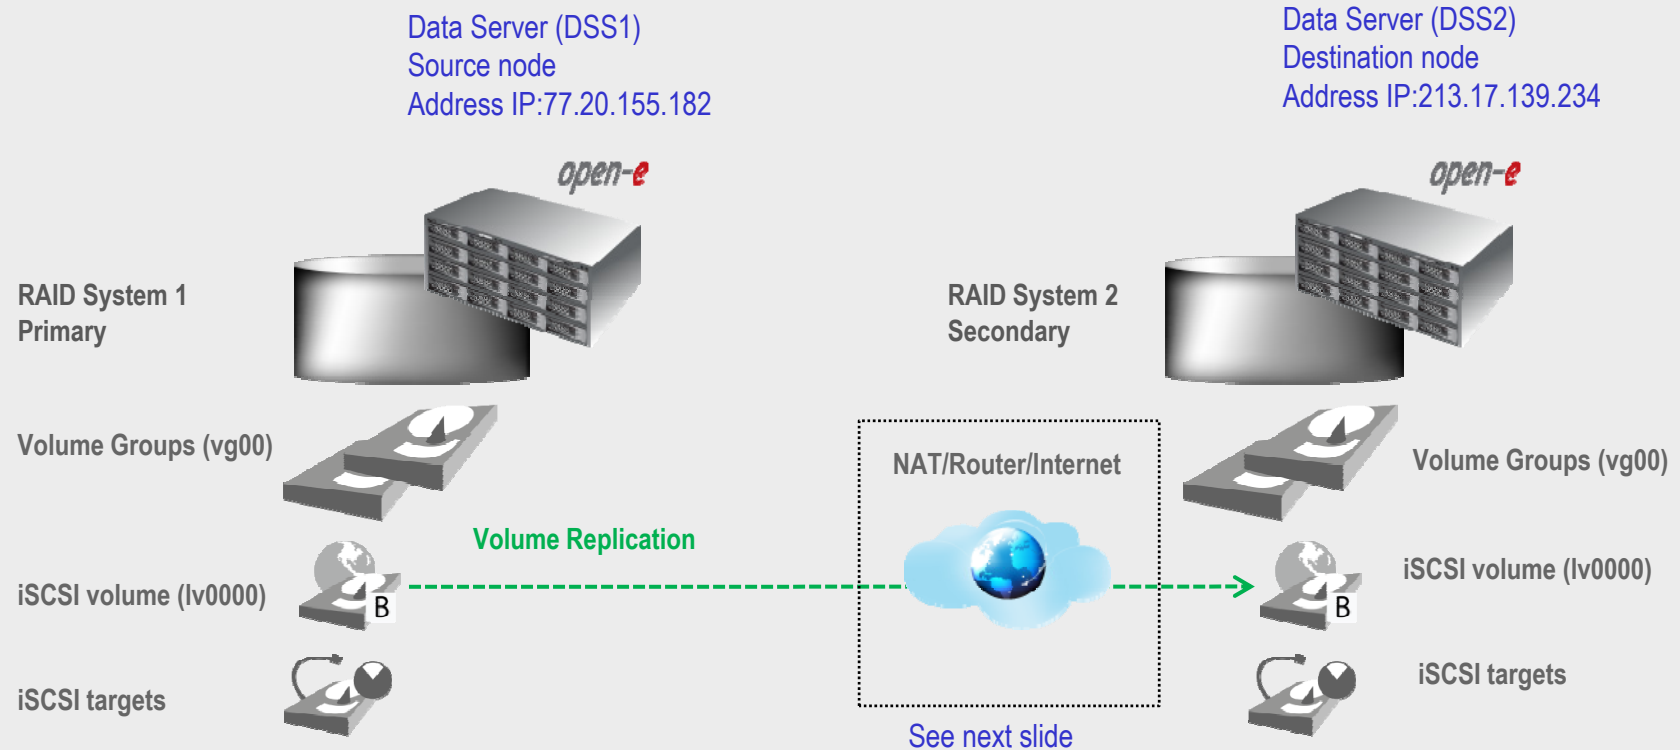 Data Server (DSS1)
Source node
Address IP:77.20.155.182
Data Server (DSS2)
Destination node
Address IP:213.17.139.234
open-e
open-e
RAID System 1
Primary
RAID System 2
Secondary
Volume Groups (vg00)
NAT/Router/Internet
Volume Groups (vg00)
Volume Replication
iSCSI volume (lv0000)
B
iSCSI volume (lv0000)
B
iSCSI targets
iSCSI targets
See next slide